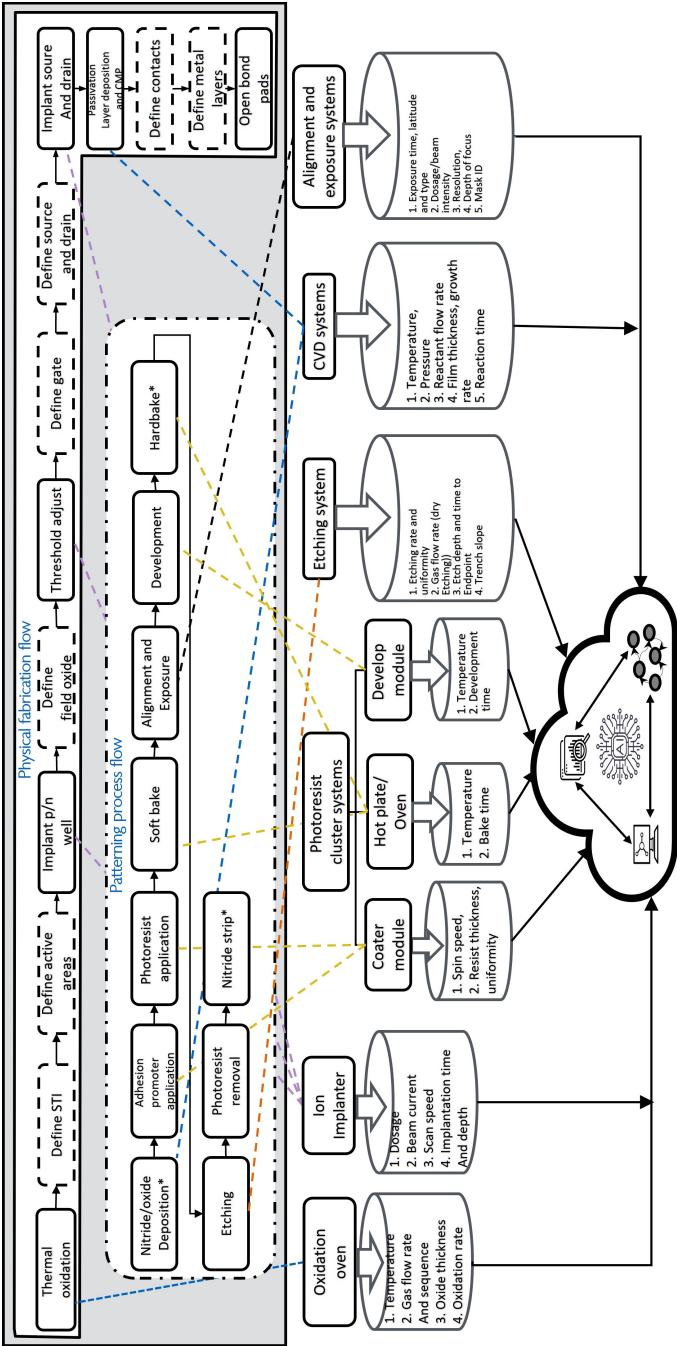 Physical fabrication flow
Thermal
oxidation
Define STI
Define active
areas
Implant p/n
well
Define
field oxide
Threshold adjust
Define gate
Define source
and drain
Implant soure
And drain
Passivation
Layer deposition
and CMP
Define contacts
Define metal
layers
Open bond
pads
Patterning process flow
Nitride/oxide
Deposition*
Adhesion
promoter
application
Photoresist
application
Soft bake
Alignment and
Exposure
Development
Hardbake*
Etching
Photoresist
removal
Nitride strip*
Oxidation
oven
Ion
Implanter
Photoresist
cluster systems
Coater
module
Hot plate/
Oven
Develop
module
Etching system
CVD systems
Alignment and
exposure systems
1. Temperature
2. Gas flow rate
And sequence
3. Oxide thickness
4. Oxidation rate
1. Dosage
2. Beam current
3. Scan speed
4. Implantation time
And depth
1. Spin speed,
2. Resist thickness,
uniformity
1. Temperature
2. Bake time
1. Temperature
2. Development
time
1. Etching rate and
uniformity
2. Gas flow rate (dry
Etching))
3. Etch depth and time to
Endpoint
4. Trench slope
1. Temperature,
2. Pressure
3. Reactant flow rate
4. Film thickness, growth
rate
5. Reaction time
1. Exposure time, latitude
and type
2. Dosage/beam
intensity
3. Resolution,
4. Depth of focus
5. Mask ID
AI